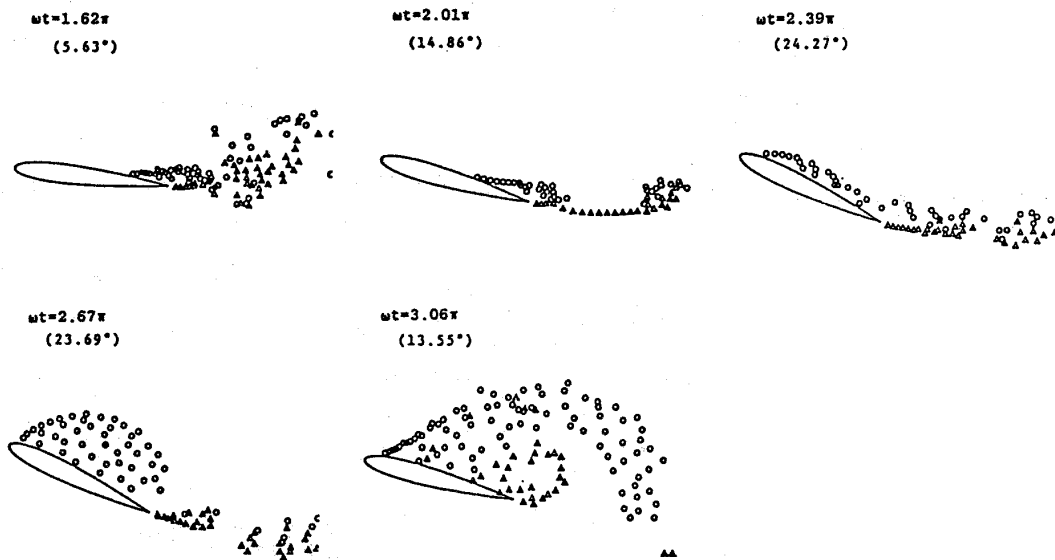 ωt=1.62π
(5.63°)
ωt=2.01π
(14.86°)
ωt=2.39π
(24.27°)
ωt=2.67π
(23.69°)
ωt=3.06π
(13.55°)